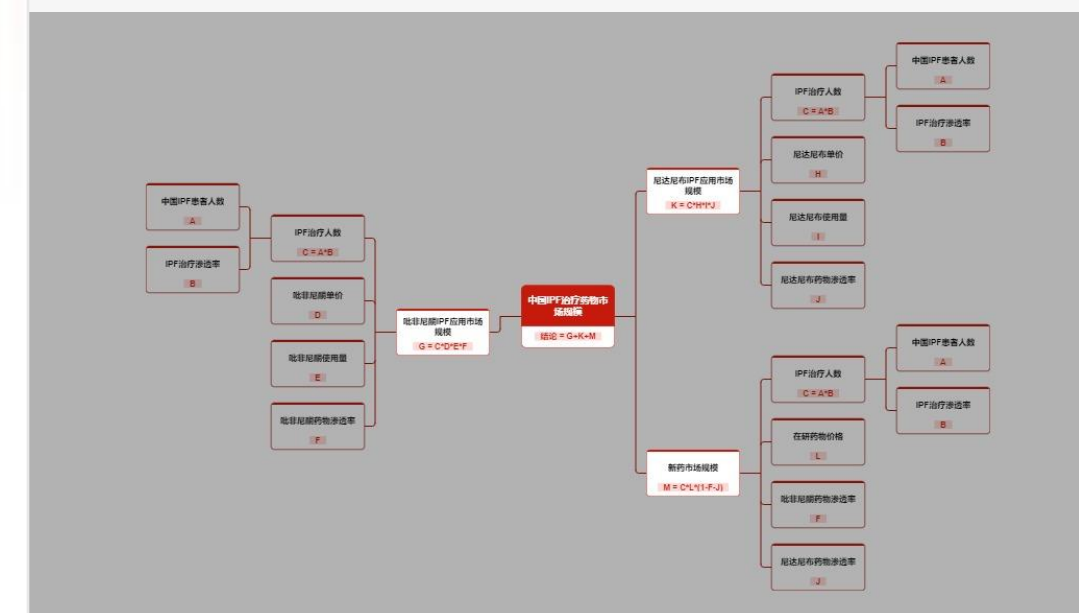 中国IPF治疗药物市
场规模
结论 = G+K+M
吡非尼酮IPF应用市场
规模
G = C*D*E*F
IPF治疗人数
C = A*B
中国IPF患者人数
A
IPF治疗渗透率
B
吡非尼酮单价
D
吡非尼酮使用量
E
吡非尼酮药物渗透率
F
尼达尼布IPF应用市场
规模
K = C*H*I*J
IPF治疗人数
C = A*B
中国IPF患者人数
A
IPF治疗渗透率
B
尼达尼布单价
H
尼达尼布使用量
I
尼达尼布药物渗透率
J
新药市场规模
M = C*L*(1-F-J)
IPF治疗人数
C = A*B
中国IPF患者人数
A
IPF治疗渗透率
B
在研药物价格
L
吡非尼酮药物渗透率
F
尼达尼布药物渗透率
J